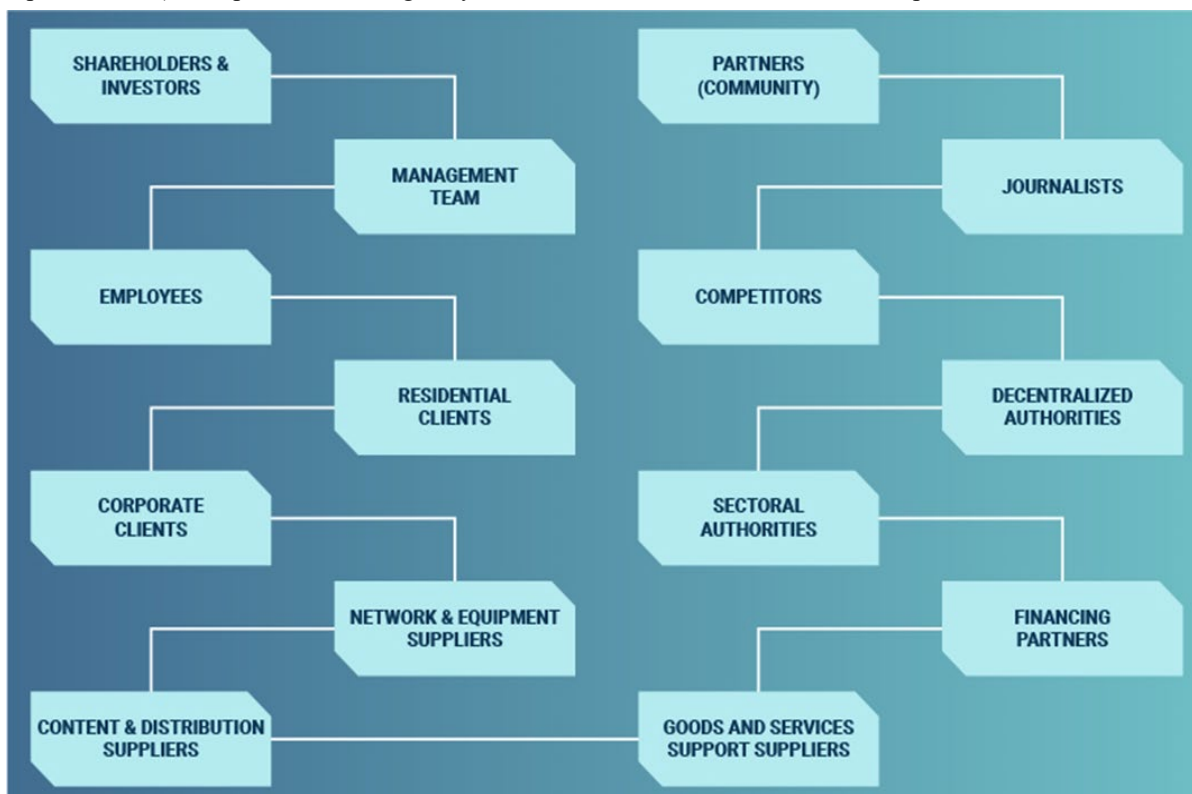 SHAREHOLDERS &
INVESTORS
MANAGEMENT
TEAM
EMPLOYEES
RESIDENTIAL
CLIENTS
CORPORATE
CLIENTS
NETWORK & EQUIPMENT
SUPPLIERS
CONTENT & DISTRIBUTION
SUPPLIERS
GOODS AND SERVICES
SUPPORT SUPPLIERS
FINANCING
PARTNERS
SECTORAL
AUTHORITIES
DECENTRALIZED
AUTHORITIES
COMPETITORS
JOURNALISTS
PARTNERS
(COMMUNITY)